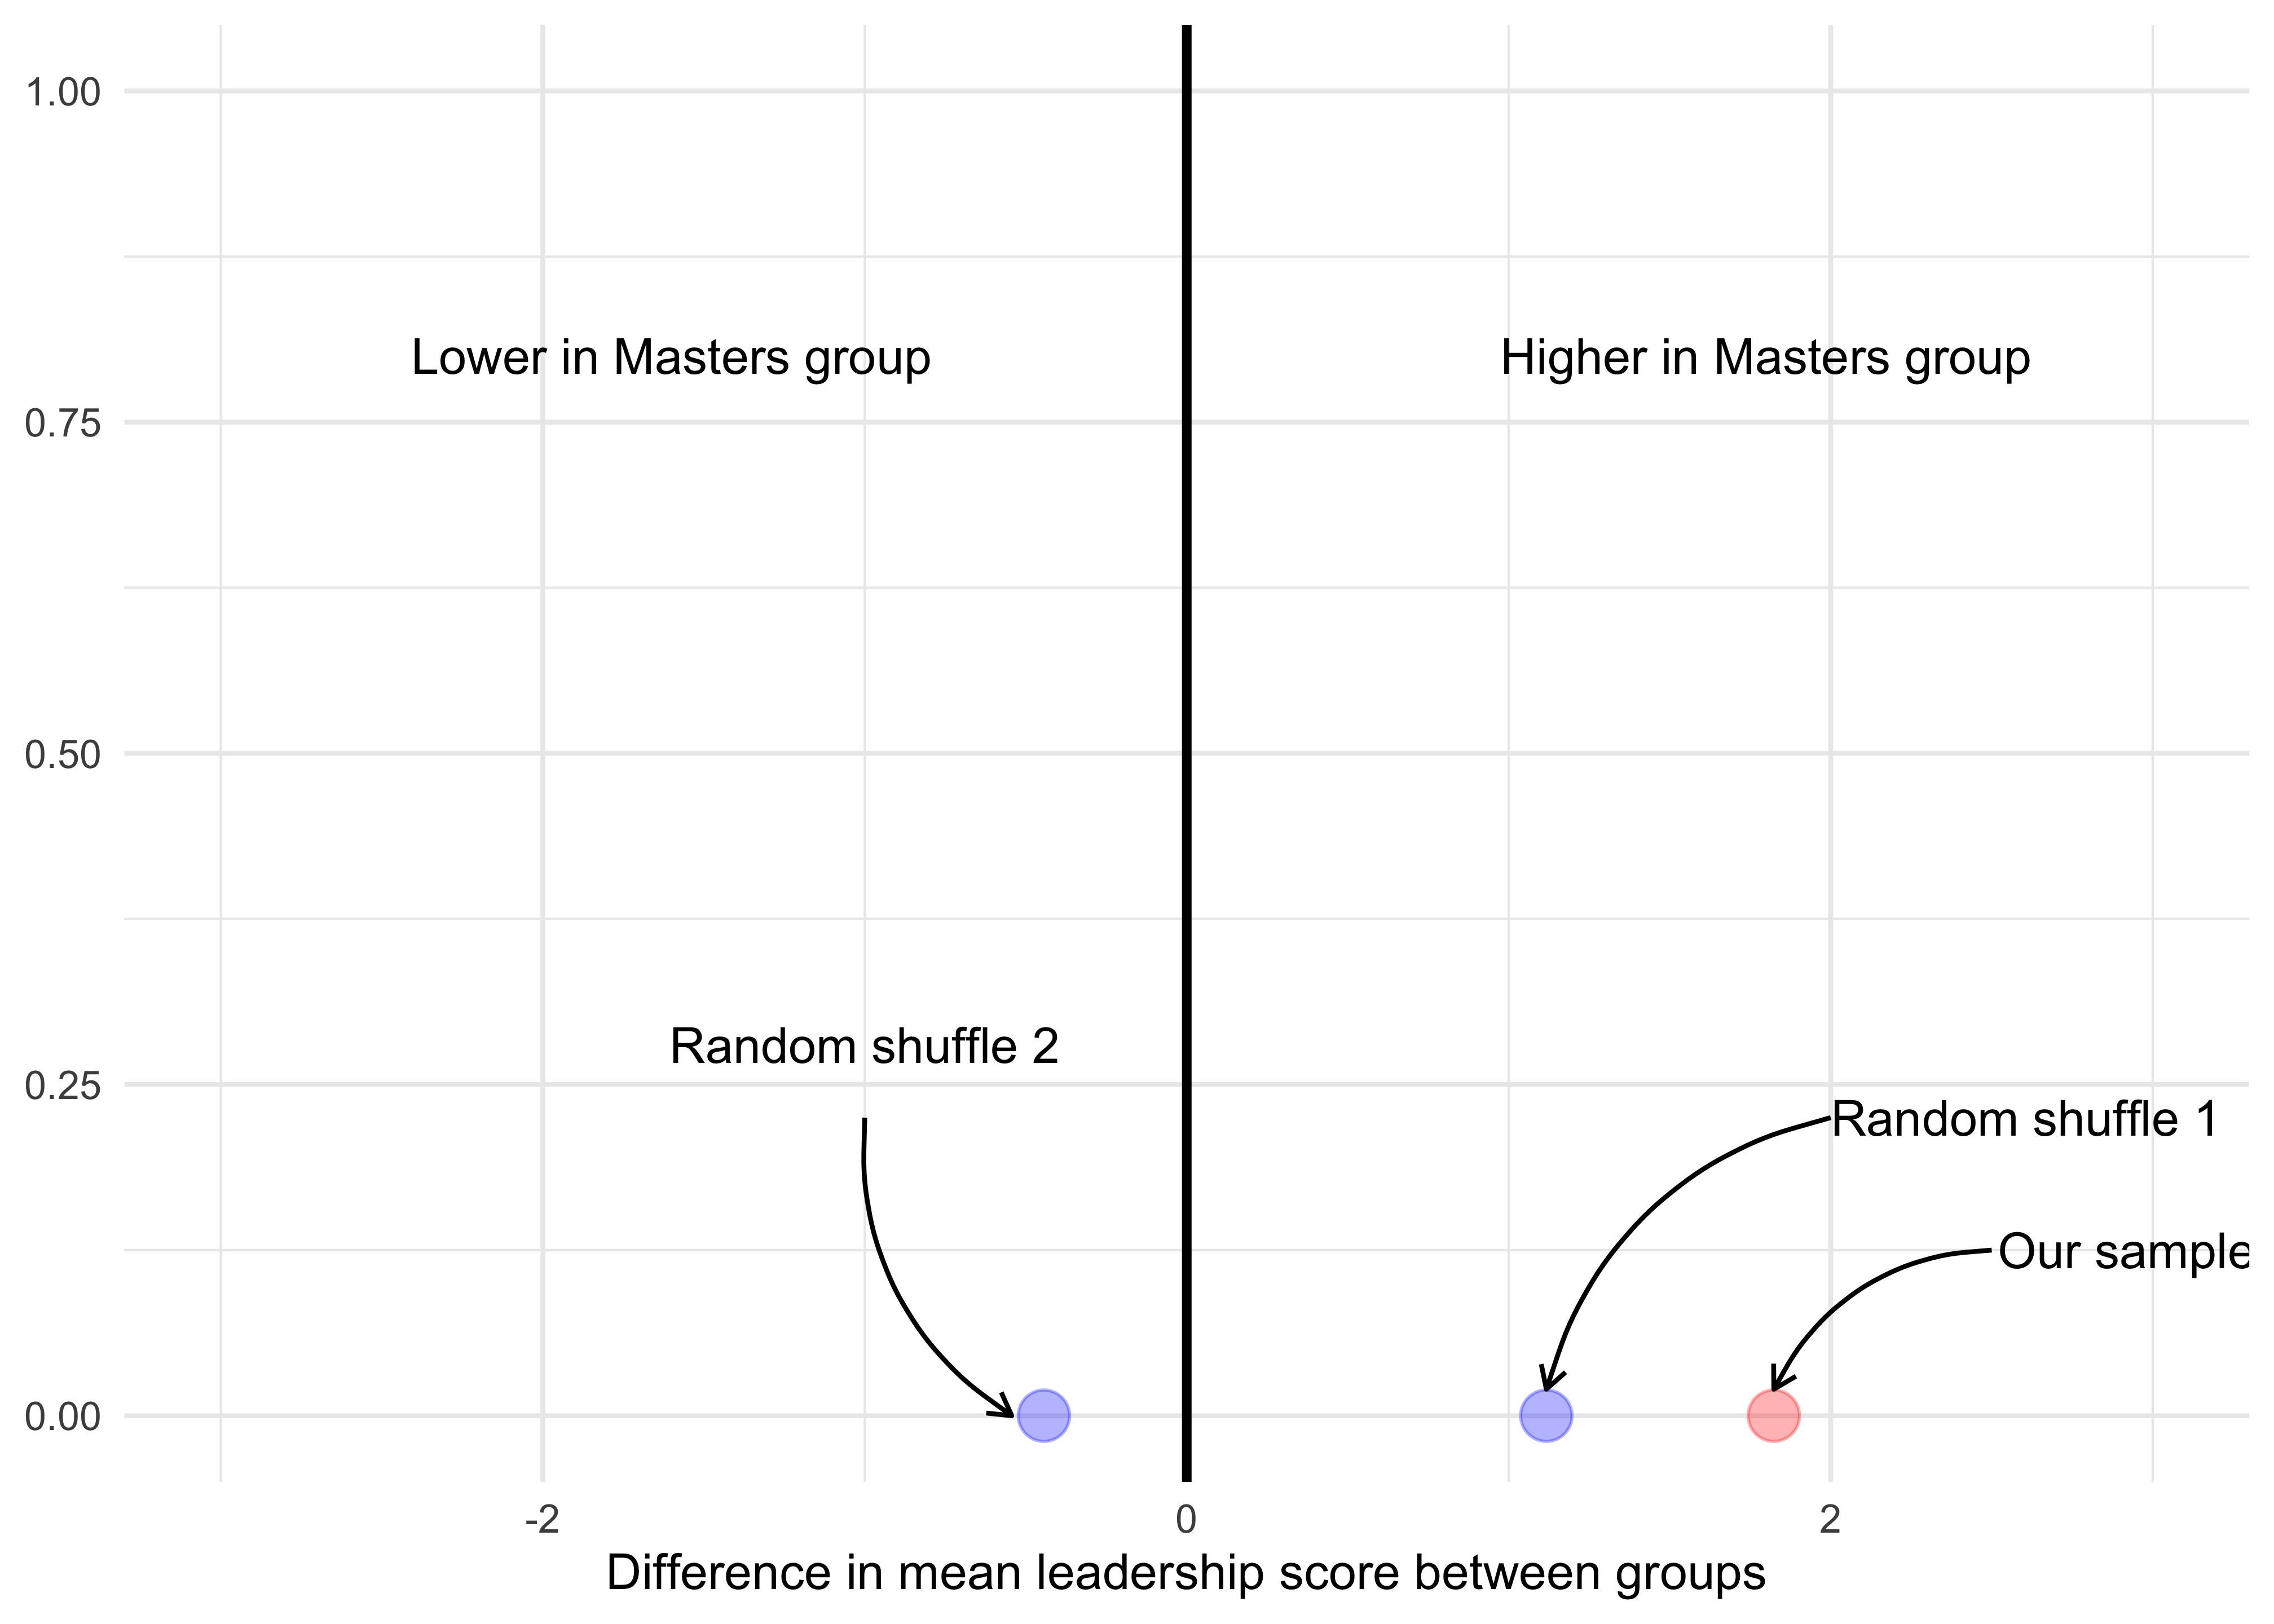 1.00
Lower in Masters group
Higher in Masters group
0.75
0.50
Random shuffle 2
0.25
Random shuffle 1
Our sample
0.00
-2
0
2
Difference in mean leadership score between groups